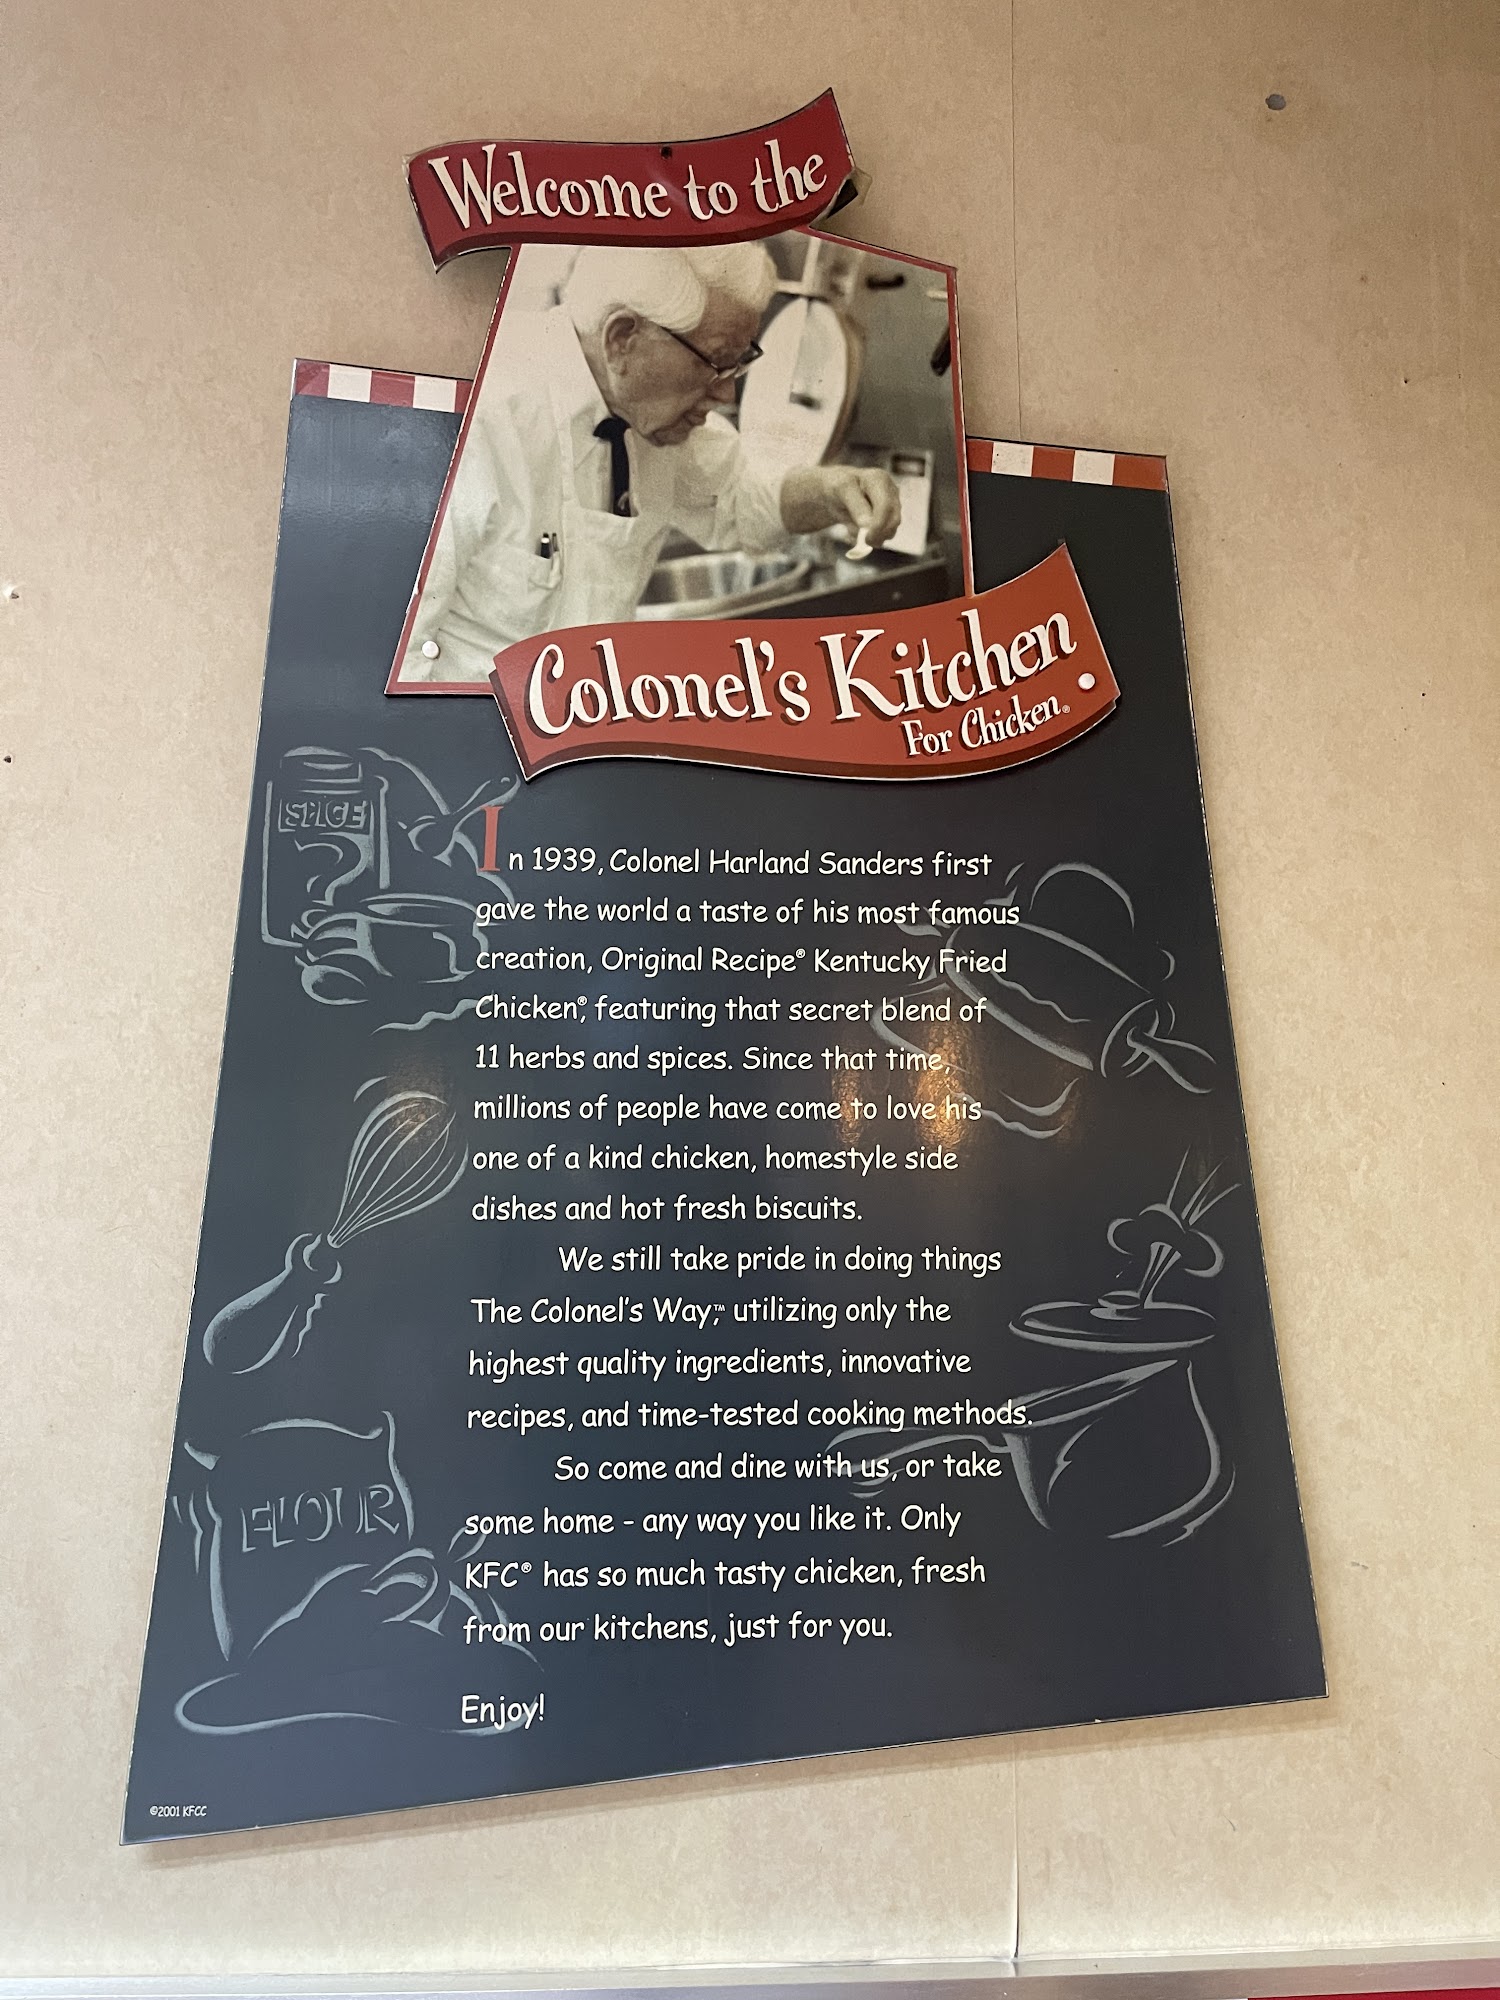 Welcome to the
Colonel's Kitchen
For Chicken®
SPICE
In 1939, Colonel Harland Sanders first
gave the world a taste of his most famous
creation, Original Recipe® Kentucky Fried
Chicken®, featuring that secret blend of
11 herbs and spices. Since that time,
millions of people have come to love his
one of a kind chicken, homestyle side
dishes and hot fresh biscuits.
We still take pride in doing things
The Colonel's Way,™ utilizing only the
highest quality ingredients, innovative
recipes, and time-tested cooking methods.
So come and dine with us, or take
some home - any way you like it. Only
KFC® has so much tasty chicken, fresh
from our kitchens, just for you.
FLOUR
Enjoy!
©2001 KFCC